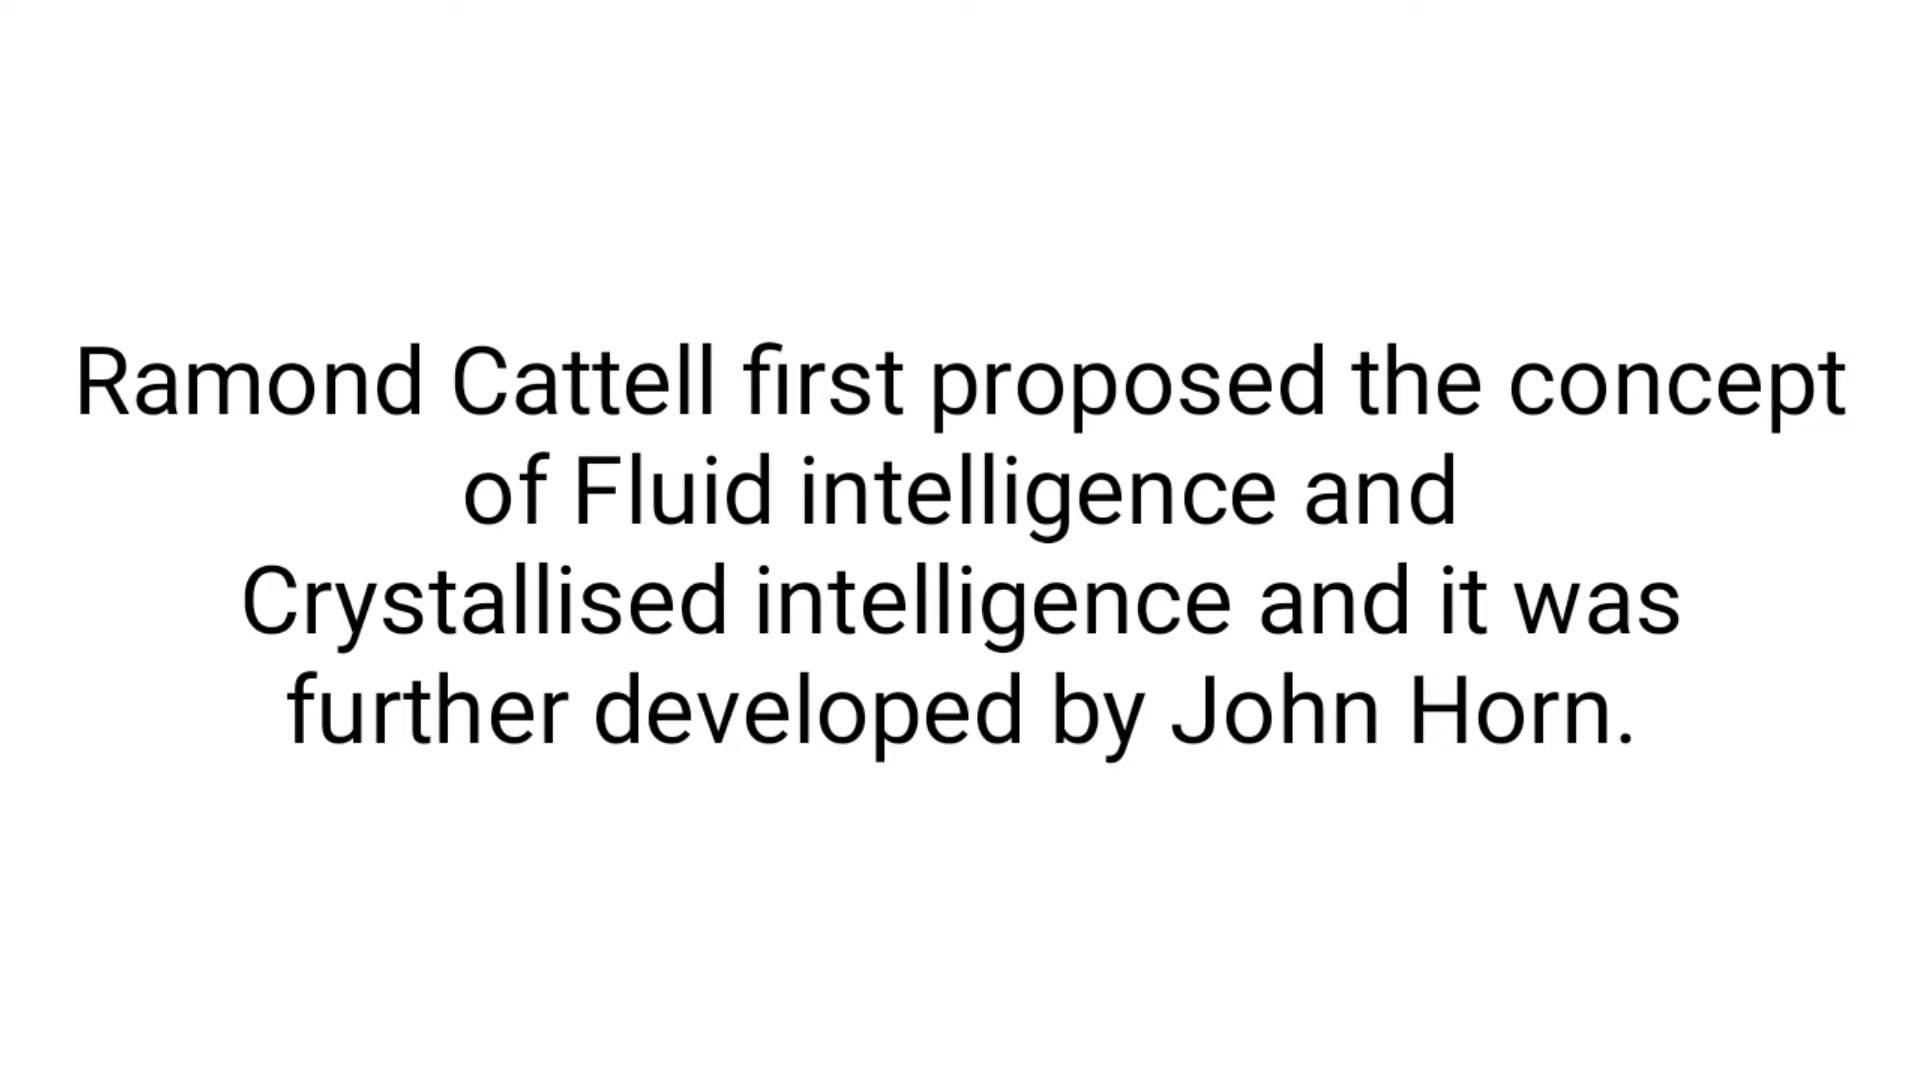 Ramond Cattell first proposed the concept
of Fluid intelligence and
Crystallised intelligence and it was
further developed by John Horn.